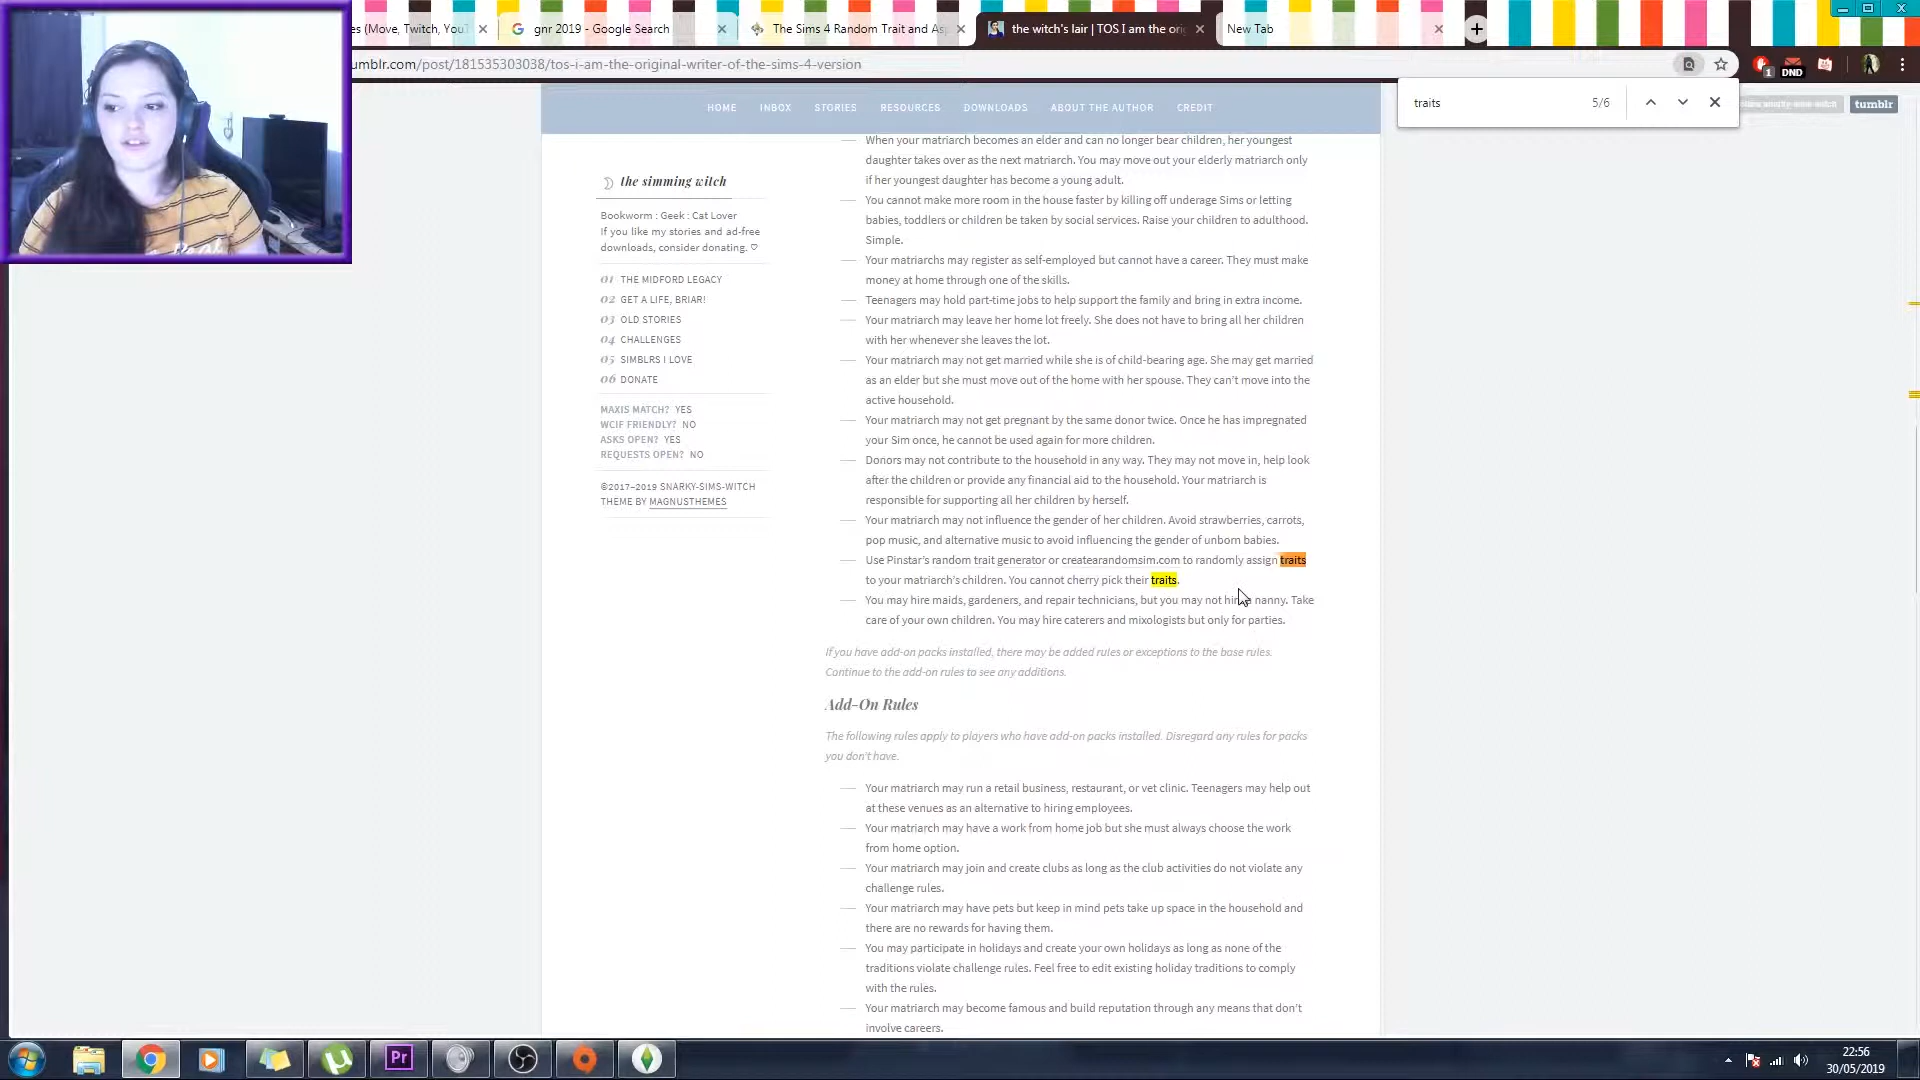 es (Move, Twitch, YouT
gnr 2019 - Google Search
The Sims 4 Random Trait and As
the witch's lair | TOS I am the ori
New Tab
umblr.com/post/181535303038/tos-i-am-the-original-writer-of-the-sims-4-version
1
DND
traits
5/6
tumblr
HOME
INBOX
STORIES
RESOURCES
DOWNLOADS
ABOUT THE AUTHOR
CREDIT
the simming witch
Bookworm : Geek : Cat Lover
If you like my stories and ad-free
downloads, consider donating. ♡
01 THE MIDFORD LEGACY
02 GET A LIFE, BRIAR!
03 OLD STORIES
04 CHALLENGES
05 SIMBLRS I LOVE
06 DONATE
MAXIS MATCH? YES
WCIF FRIENDLY? NO
ASKS OPEN? YES
REQUESTS OPEN? NO
©2017–2019 SNARKY-SIMS-WITCH
THEME BY MAGNUSTHEMES
When your matriarch becomes an elder and can no longer bear children, her youngest
daughter takes over as the next matriarch. You may move out your elderly matriarch only
if her youngest daughter has become a young adult.
You cannot make more room in the house faster by killing off underage Sims or letting
babies, toddlers or children be taken by social services. Raise your children to adulthood.
Simple.
Your matriarchs may register as self-employed but cannot have a career. They must make
money at home through one of the skills.
Teenagers may hold part-time jobs to help support the family and bring in extra income.
Your matriarch may leave her home lot freely. She does not have to bring all her children
with her whenever she leaves the lot.
Your matriarch may not get married while she is of child-bearing age. She may get married
as an elder but she must move out of the home with her spouse. They can't move into the
active household.
Your matriarch may not get pregnant by the same donor twice. Once he has impregnated
your Sim once, he cannot be used again for more children.
Donors may not contribute to the household in any way. They may not move in, help look
after the children or provide any financial aid to the household. Your matriarch is
responsible for supporting all her children by herself.
Your matriarch may not influence the gender of her children. Avoid strawberries, carrots,
pop music, and alternative music to avoid influencing the gender of unborn babies.
Use Pinstar's random trait generator or createarandomsim.com to randomly assign traits
to your matriarch's children. You cannot cherry pick their traits.
You may hire maids, gardeners, and repair technicians, but you may not hire nanny. Take
care of your own children. You may hire caterers and mixologists but only for parties.
If you have add-on packs installed, there may be added rules or exceptions to the base rules.
Continue to the add-on rules to see any additions.
Add-On Rules
The following rules apply to players who have add-on packs installed. Disregard any rules for packs
you don't have.
Your matriarch may run a retail business, restaurant, or vet clinic. Teenagers may help out
at these venues as an alternative to hiring employees.
Your matriarch may have a work from home job but she must always choose the work
from home option.
Your matriarch may join and create clubs as long as the club activities do not violate any
challenge rules.
Your matriarch may have pets but keep in mind pets take up space in the household and
there are no rewards for having them.
You may participate in holidays and create your own holidays as long as none of the
traditions violate challenge rules. Feel free to edit existing holiday traditions to comply
with the rules.
Your matriarch may become famous and build reputation through any means that don't
involve careers.
Pr
22:56
30/05/2019